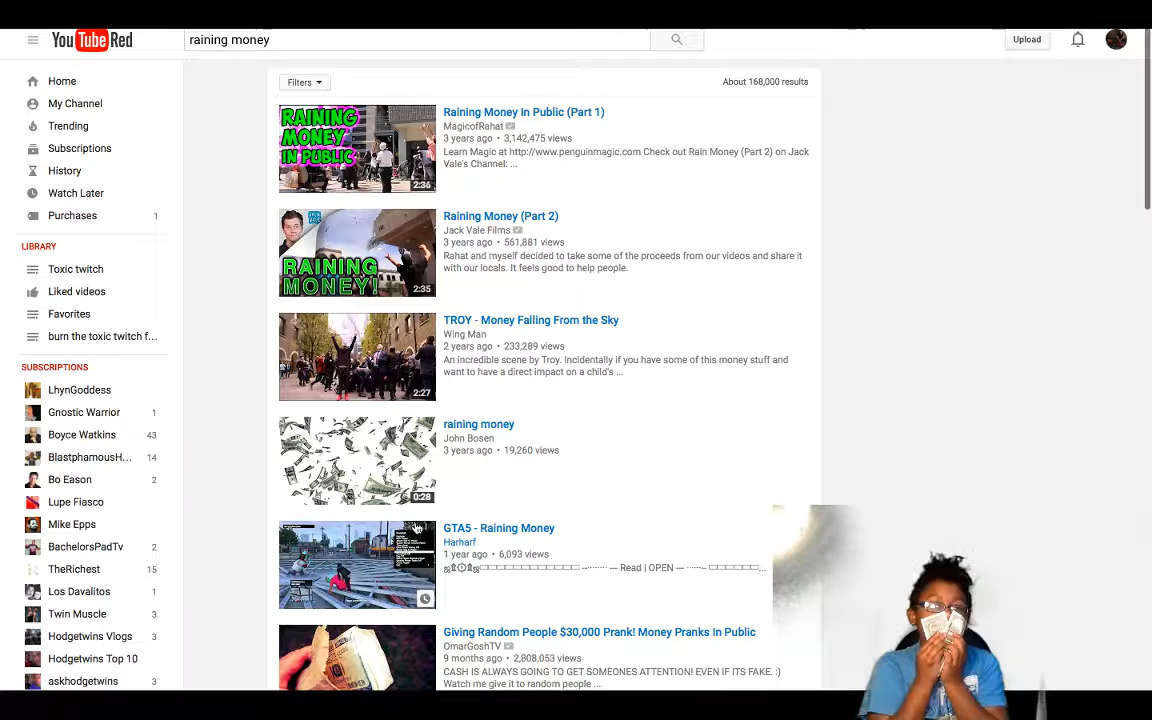 YouTube Red
raining money
Upload
Home
My Channel
Trending
Subscriptions
History
Watch Later
Purchases 1
LIBRARY
Toxic twitch
Liked videos
Favorites
burn the toxic twitch f...
SUBSCRIPTIONS
LhynGoddess
Gnostic Warrior 1
Boyce Watkins 43
BlastphamousH... 14
Bo Eason 2
Lupe Fiasco
Mike Epps
BachelorsPadTv 2
TheRichest 15
Los Davalitos 1
Twin Muscle 3
Hodgetwins Vlogs 3
Hodgetwins Top 10
askhodgetwins 3
Filters
About 168,000 results
RAINING
MONEY
IN PUBLIC
2:36
Raining Money In Public (Part 1)
MagicofRahat
3 years ago • 3,142,475 views
Learn Magic at http://www.penguinmagic.com Check out Rain Money (Part 2) on Jack
Vale's Channel: ...
RAINING
MONEY!
2:35
Raining Money (Part 2)
Jack Vale Films
3 years ago • 561,881 views
Rahat and myself decided to take some of the proceeds from our videos and share it
with our locals. It feels good to help people.
2:27
TROY - Money Falling From the Sky
Wing Man
2 years ago • 233,289 views
An incredible scene by Troy. Incidentally if you have some of this money stuff and
want to have a direct impact on a child's ...
0:28
raining money
John Bosen
3 years ago • 19,260 views
GTA5 - Raining Money
Harharf
1 year ago • 6,093 views
Read | OPEN
Giving Random People $30,000 Prank! Money Pranks In Public
OmarGoshTV
9 months ago • 2,808,053 views
CASH IS ALWAYS GOING TO GET SOMEONES ATTENTION! EVEN IF ITS FAKE. :)
Watch me give it to random people ...